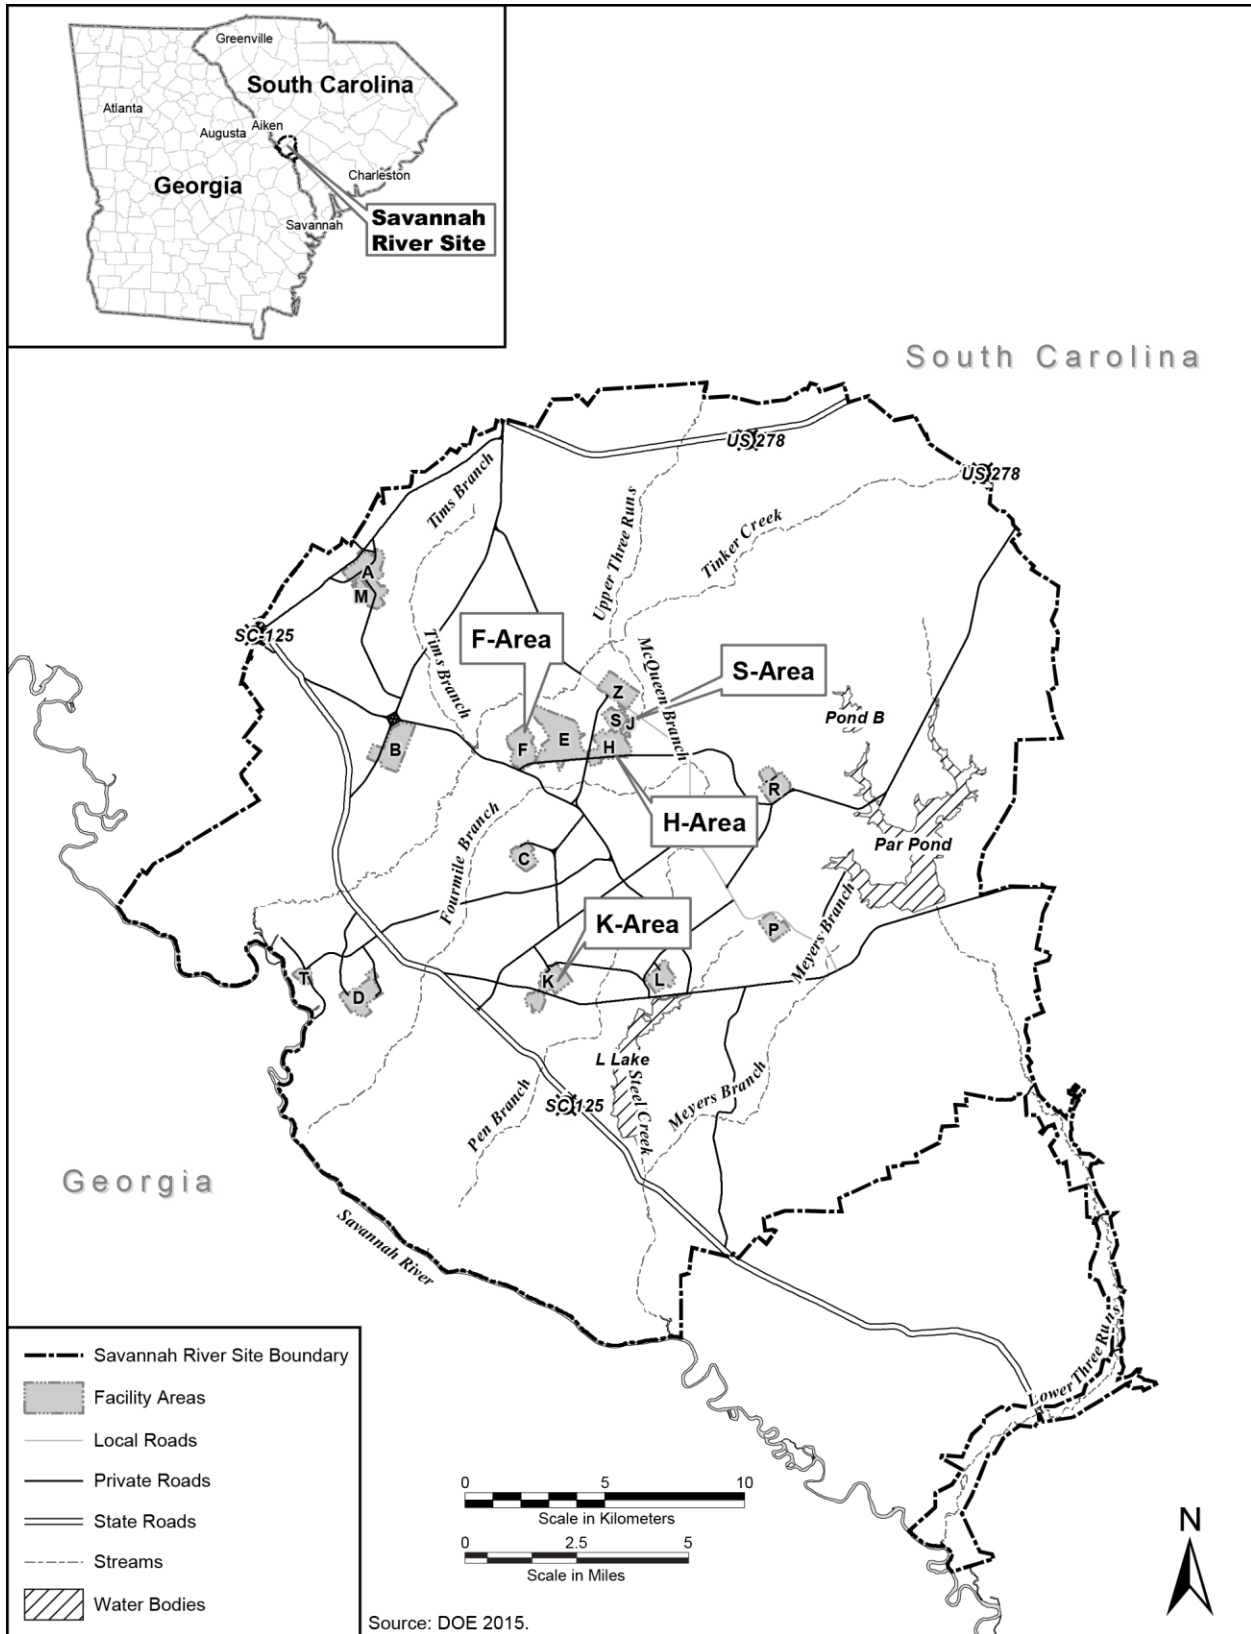 Greenville
South Carolina
Atlanta
Aiken
Augusta
Charleston
Georgia
Savannah
Savannah
River Site
South Carolina
US 278
US 278
Tims Branch
Upper Three Runs
Tinker Creek
A
M
SC-125
F-Area
Tims Branch
McQueen Branch
S-Area
Z
S
J
Pond B
B
F
E
H
R
H-Area
Fourmile Branch
C
Par Pond
K-Area
P
Meyers Branch
T
D
K
L
L Lake
Steel Creek
Meyers Branch
SC 125
Pen Branch
Georgia
Savannah River
Lower Three Runs
Savannah River Site Boundary
Facility Areas
Local Roads
Private Roads
State Roads
Streams
Water Bodies
0 5 10
Scale in Kilometers
0 2.5 5
Scale in Miles
N
Source: DOE 2015.